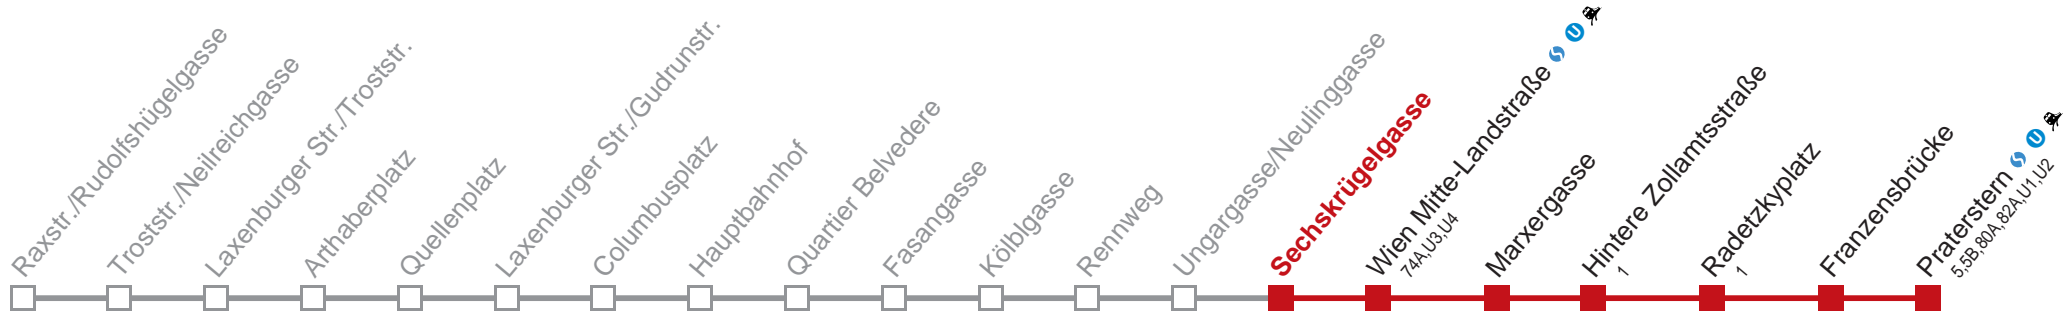 Raxstr./Rudolfshügelgasse
Troststr./Neilreichgasse
Laxenburger Str./Troststr.
Arthaberplatz
Quellenplatz
Laxenburger Str./Gudrunstr.
Columbusplatz
Hauptbahnhof
Quartier Belvedere
Fasangasse
Kölblgasse
Rennweg
Ungargasse/Neulinggasse
Sechskrügelgasse
Wien Mitte-Landstraße S U
74A,U3,U4
Marxergasse
Hintere Zollamtsstraße
1
Radetzkyplatz
1
Franzensbrücke
Praterstern S U
5,5B,80A,82A,U1,U2